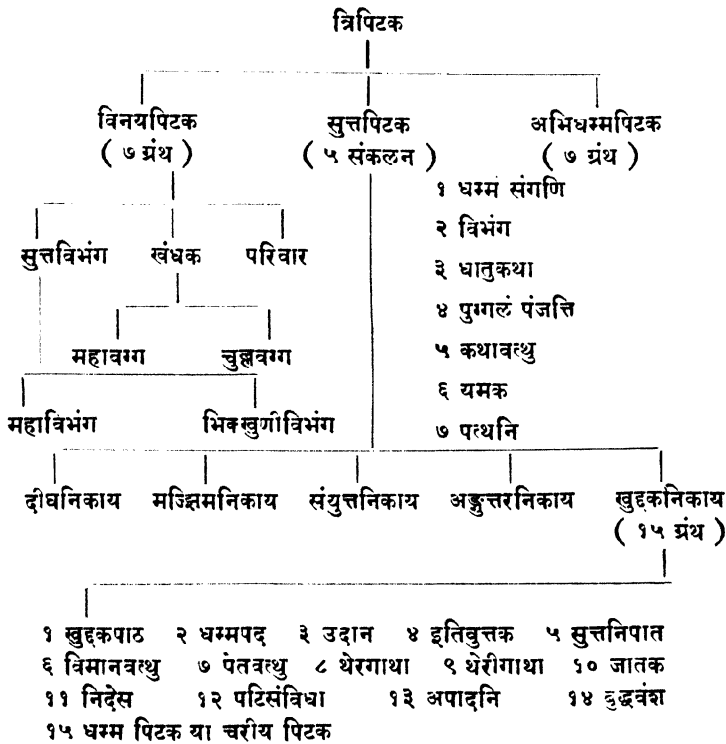 त्रिपिटक
विनयपिटक सुत्तपिटक अभिधम्मपिटक
( ७ ग्रंथ ) ( ५ संकलन ) ( ७ ग्रंथ )
१ धम्मं संगणि
२ विभंग
सुत्तविभंग खंधक परिवार
३ धातुकथा
४ पुग्गलं पंजत्ति
महावग्ग चुल्लवग्ग
५ कथावत्थु
६ यमक
महाविभंग भिक्खुणीविभंग
७ पत्थनि
दीघनिकाय मज्झिमनिकाय संयुत्तनिकाय अङ्गुत्तरनिकाय खुद्दकनिकाय
( १५ ग्रंथ )
१ खुद्दकपाठ २ धम्मपद ३ उदान ४ इतिवुत्तक ५ सुत्तनिपात
६ विमानवत्थु ७ पेतवत्थु ८ थेरगाथा ९ थेरीगाथा १० जातक
११ निदेस १२ पटिसंविधा १३ अपादनि १४ बुद्धवंश
१५ धम्म पिटक या चरीय पिटक